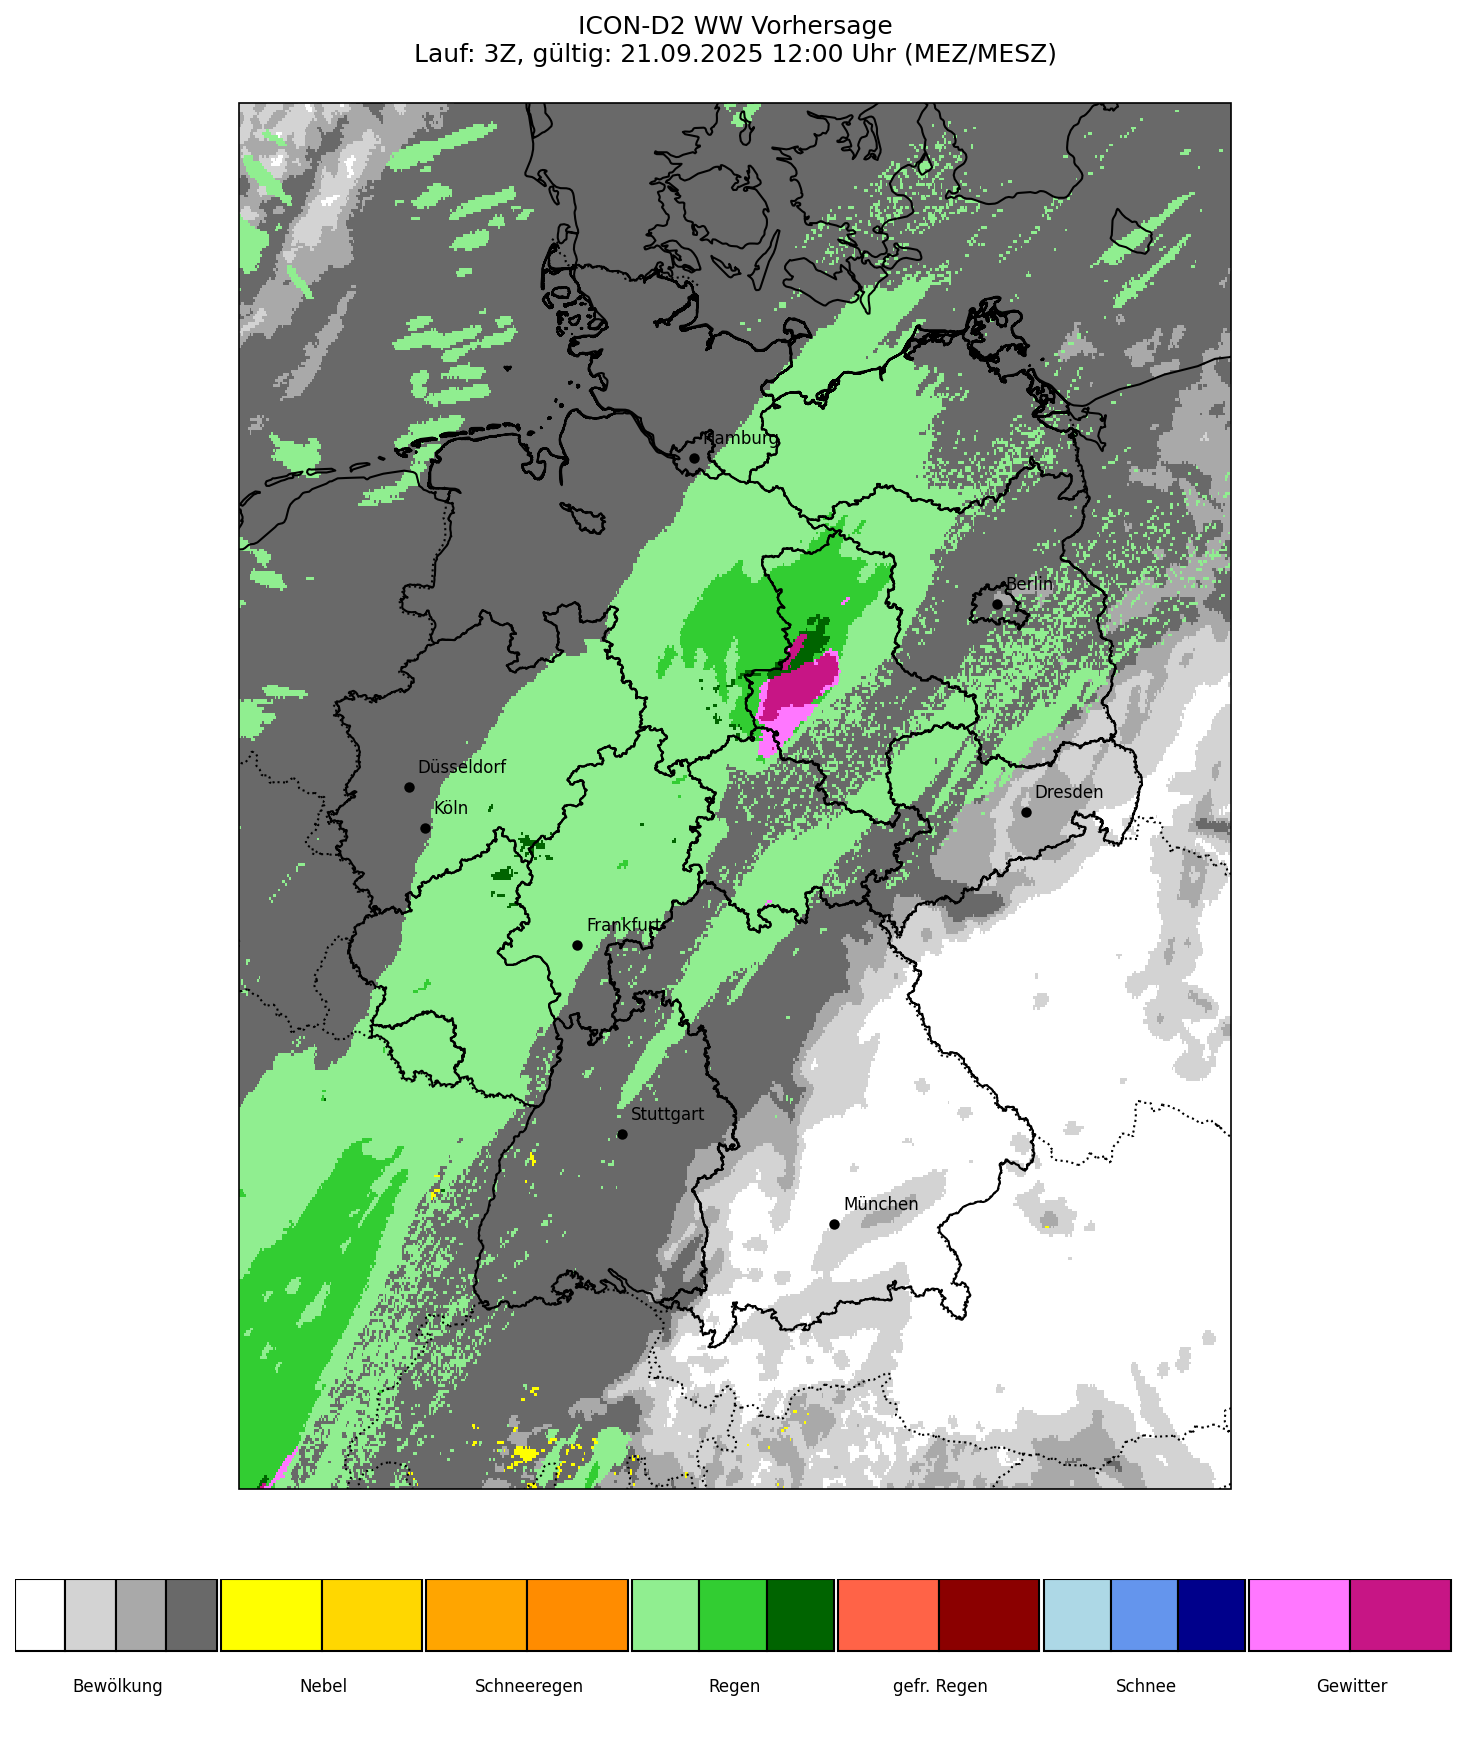 ICON-D2 WW Vorhersage
Lauf: 3Z, gültig: 21.09.2025 12:00 Uhr (MEZ/MESZ)
Hamburg
Berlin
Düsseldorf
Dresden
Köln
Frankfurt
Stuttgart
München
Bewölkung
Nebel
Schneeregen
Regen
gefr. Regen
Schnee
Gewitter